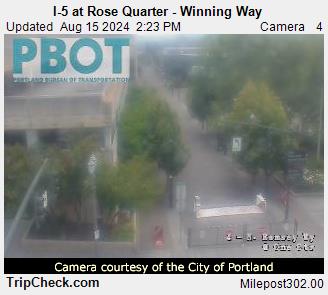 I-5 at Rose Quarter - Winning Way
Updated Aug 15 2024 2:23 PM Camera 4
PBOT
PORTLAND BUREAU OF TRANSPORTATION
Camera courtesy of the City of Portland
TripCheck.com Milepost302.00